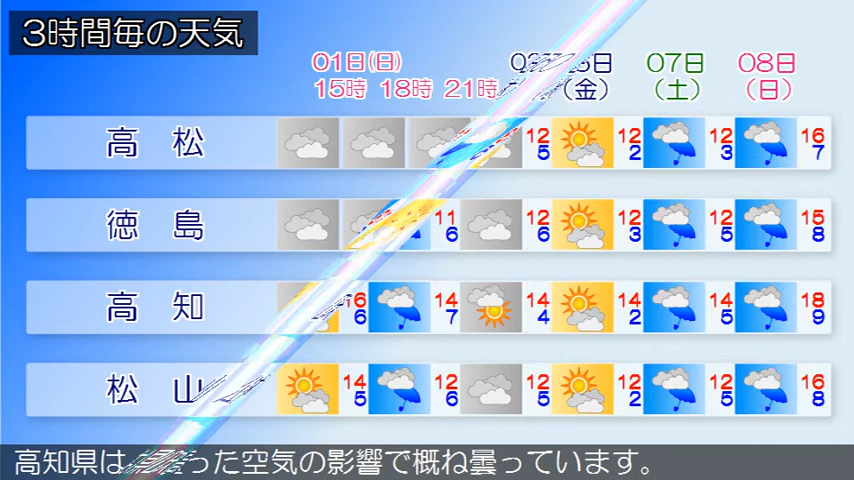 3時間毎の天気
01日(日) 日 07日 08日
15時 18時 21時 (金) (土) (日)
高松 12 12 12 16
5 2 3 7
徳島 11 12 12 12 15
6 6 3 5 8
高知 16 14 14 14 14 18
6 7 4 2 5 9
松山 14 12 12 12 12 16
5 6 5 2 5 8
高知県は った空気の影響で概ね曇っています。